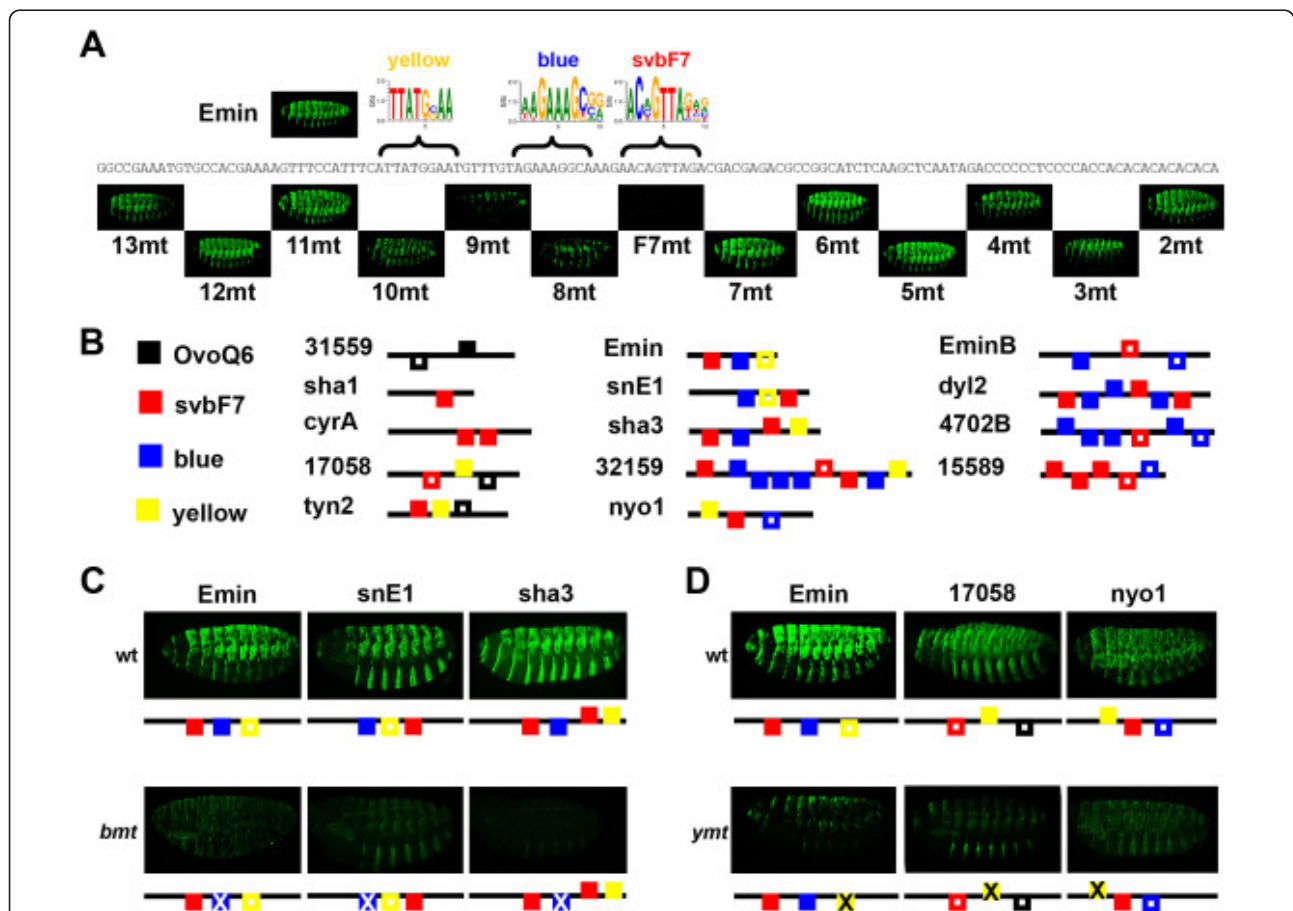 A
yellow blue svbF7
Emin
GGCCGAAATGTGCCACGAAAAGTTTCCATTTCATTATGGAATGTTTGTAGAAAGGCAAAGAACAGTTAGACGACGAGACGCCGGCATCTCAAGCTCAATAGACCCCCCTCCCCACCACACACACACACA
13mt 11mt 9mt F7mt 6mt 4mt 2mt
12mt 10mt 8mt 7mt 5mt 3mt
B
OvoQ6 31559 Emin EminB
svbF7 sha1 snE1 dyl2
blue cyrA sha3 4702B
yellow 17058 32159 15589
tyn2 nyo1
C
Emin snE1 sha3
wt
bmt
X X X
D
Emin 17058 nyo1
wt
ymt
X X X